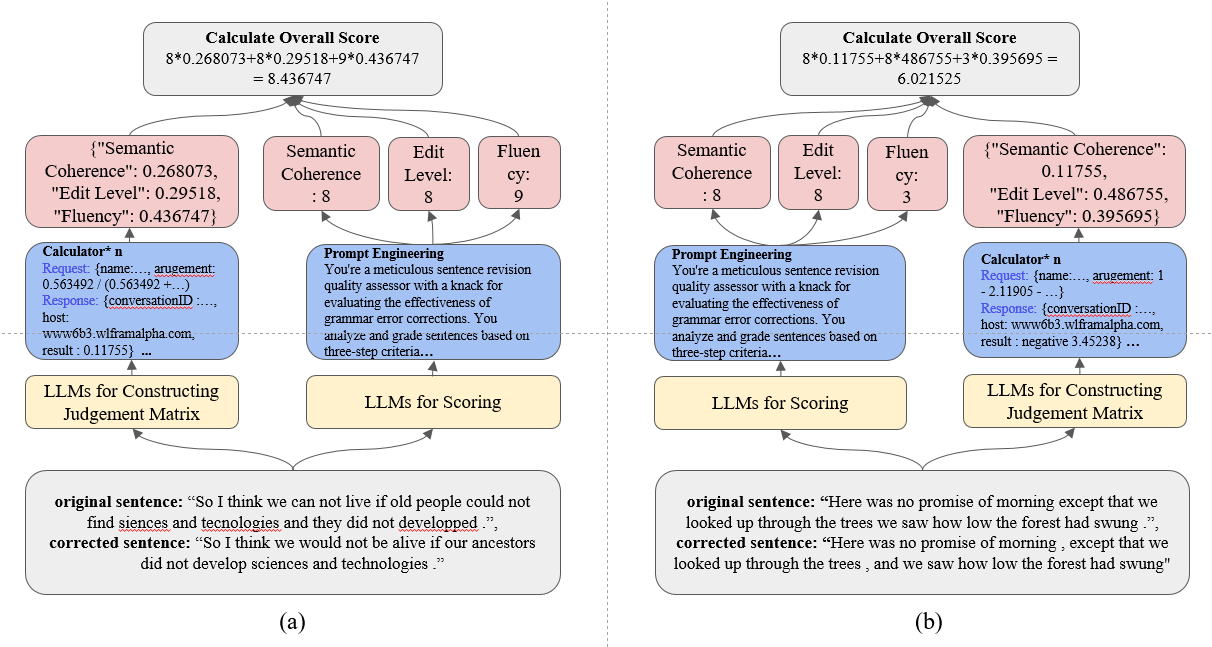 Calculate Overall Score
8*0.268073+8*0.29518+9*0.436747
= 8.436747
{"Semantic
Coherence": 0.268073,
"Edit Level": 0.29518,
"Fluency": 0.436747}
Semantic
Coherence
: 8
Edit
Level:
8
Fluen
cy:
9
Calculator* n
Request: {name:…, arugement:
0.563492 / (0.563492 +…)
Response: {conversationID :…,
host:
www6b3.wlframalpha.com,
result : 0.11755} …
Prompt Engineering
You're a meticulous sentence revision
quality assessor with a knack for
evaluating the effectiveness of
grammar error corrections. You
analyze and grade sentences based on
three-step criteria…
LLMs for Constructing
Judgement Matrix
LLMs for Scoring
original sentence: “So I think we can not live if old people could not
find siences and tecnologies and they did not developped .”,
corrected sentence: “So I think we would not be alive if our ancestors
did not develop sciences and technologies .”
(a)
Calculate Overall Score
8*0.11755+8*486755+3*0.395695 =
6.021525
Semantic
Coherence
: 8
Edit
Level:
8
Fluen
cy:
3
{"Semantic Coherence":
0.11755,
"Edit Level": 0.486755,
"Fluency": 0.395695}
Prompt Engineering
You're a meticulous sentence revision
quality assessor with a knack for
evaluating the effectiveness of
grammar error corrections. You
analyze and grade sentences based on
three-step criteria…
Calculator* n
Request: {name:…, arugement: 1
- 2.11905 - …}
Response: {conversationID :…,
host: www6b3.wlframalpha.com,
result : negative 3.45238} …
LLMs for Scoring
LLMs for Constructing
Judgement Matrix
original sentence: “Here was no promise of morning except that we
looked up through the trees we saw how low the forest had swung .”,
corrected sentence: “Here was no promise of morning , except that we
looked up through the trees , and we saw how low the forest had swung"
(b)